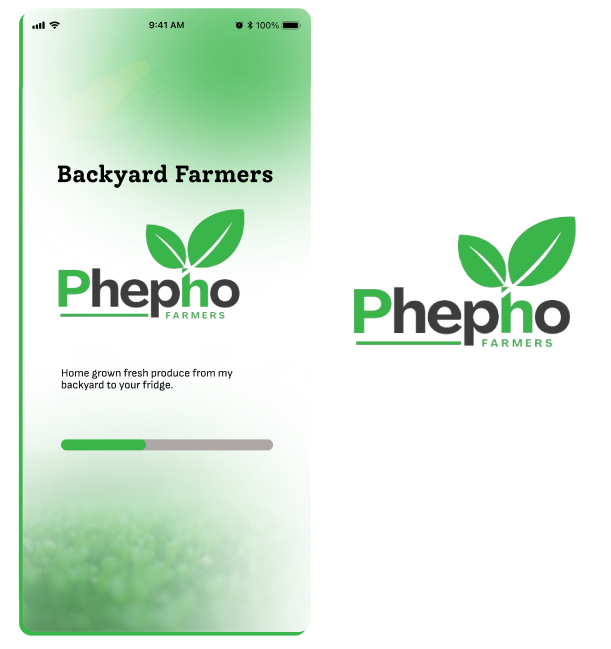 9:41 AM
100%
Backyard Farmers
Phepho
FARMERS
Home grown fresh produce from my
backyard to your fridge.
Phepho
FARMERS